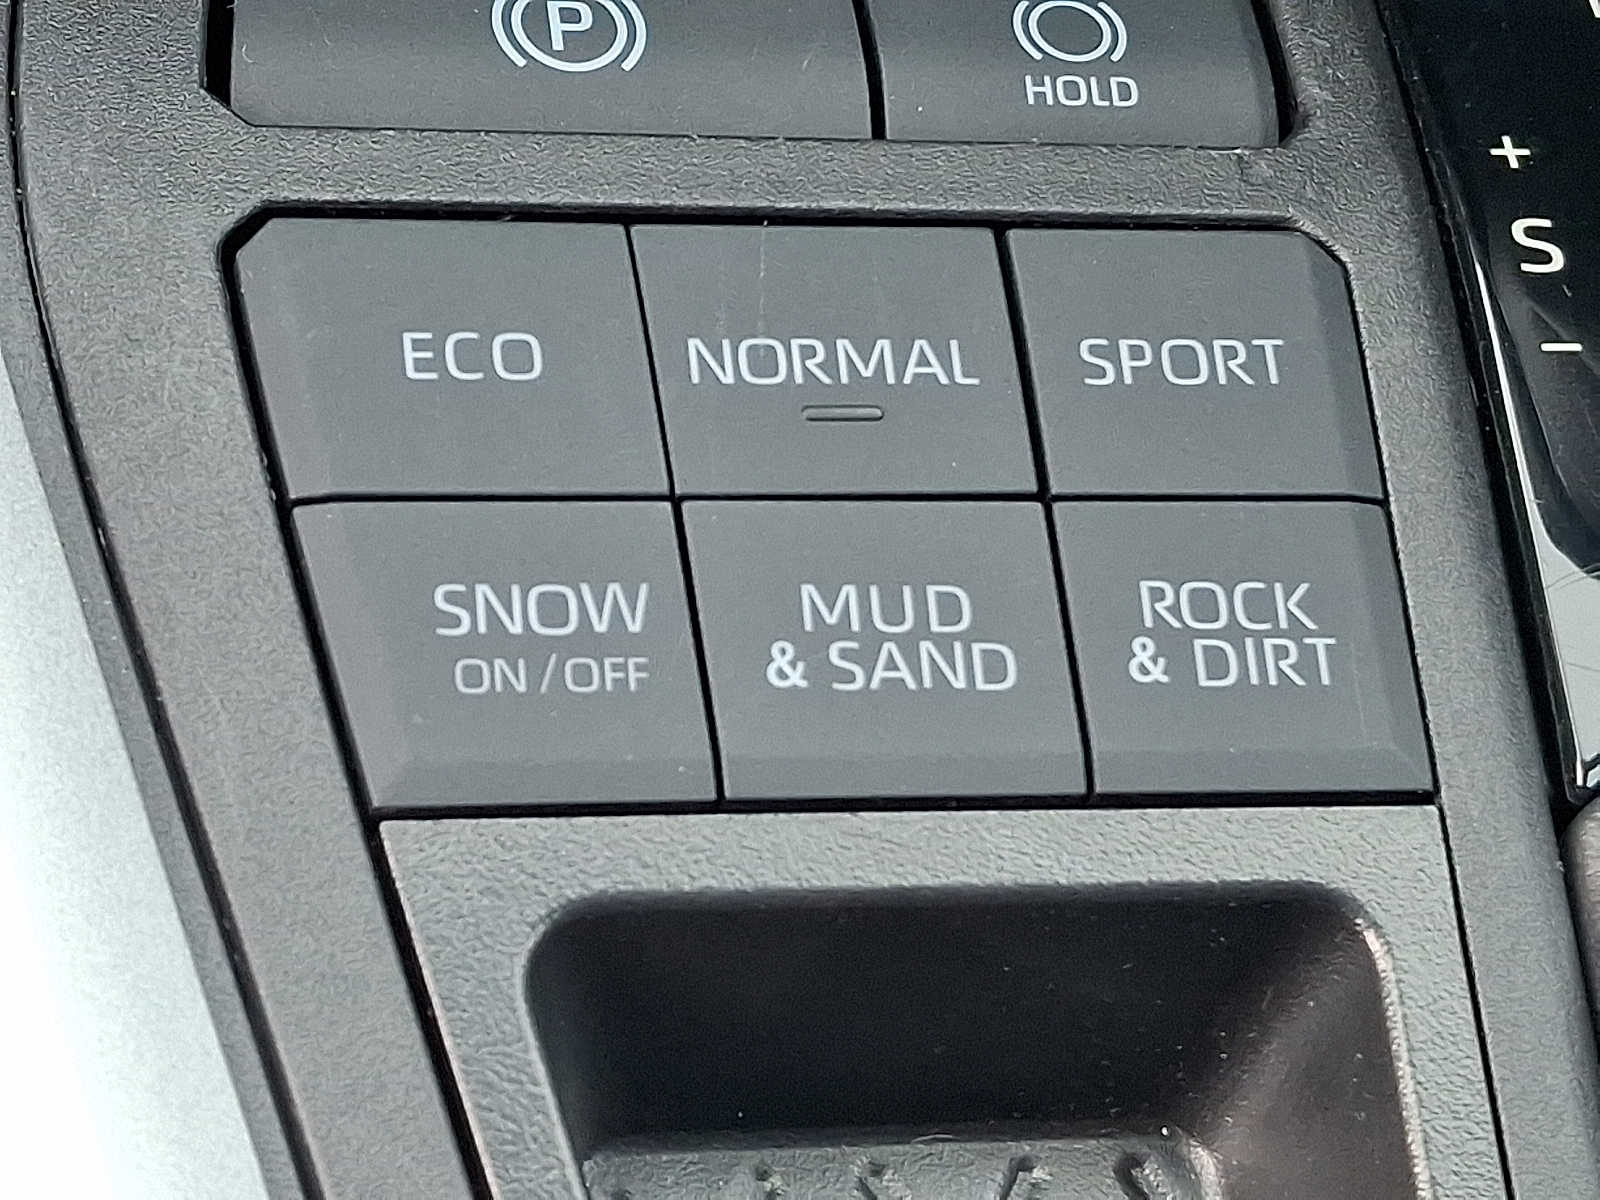 P
HOLD
+
S
−
ECO NORMAL SPORT
SNOW
ON / OFF
MUD
& SAND
ROCK
& DIRT